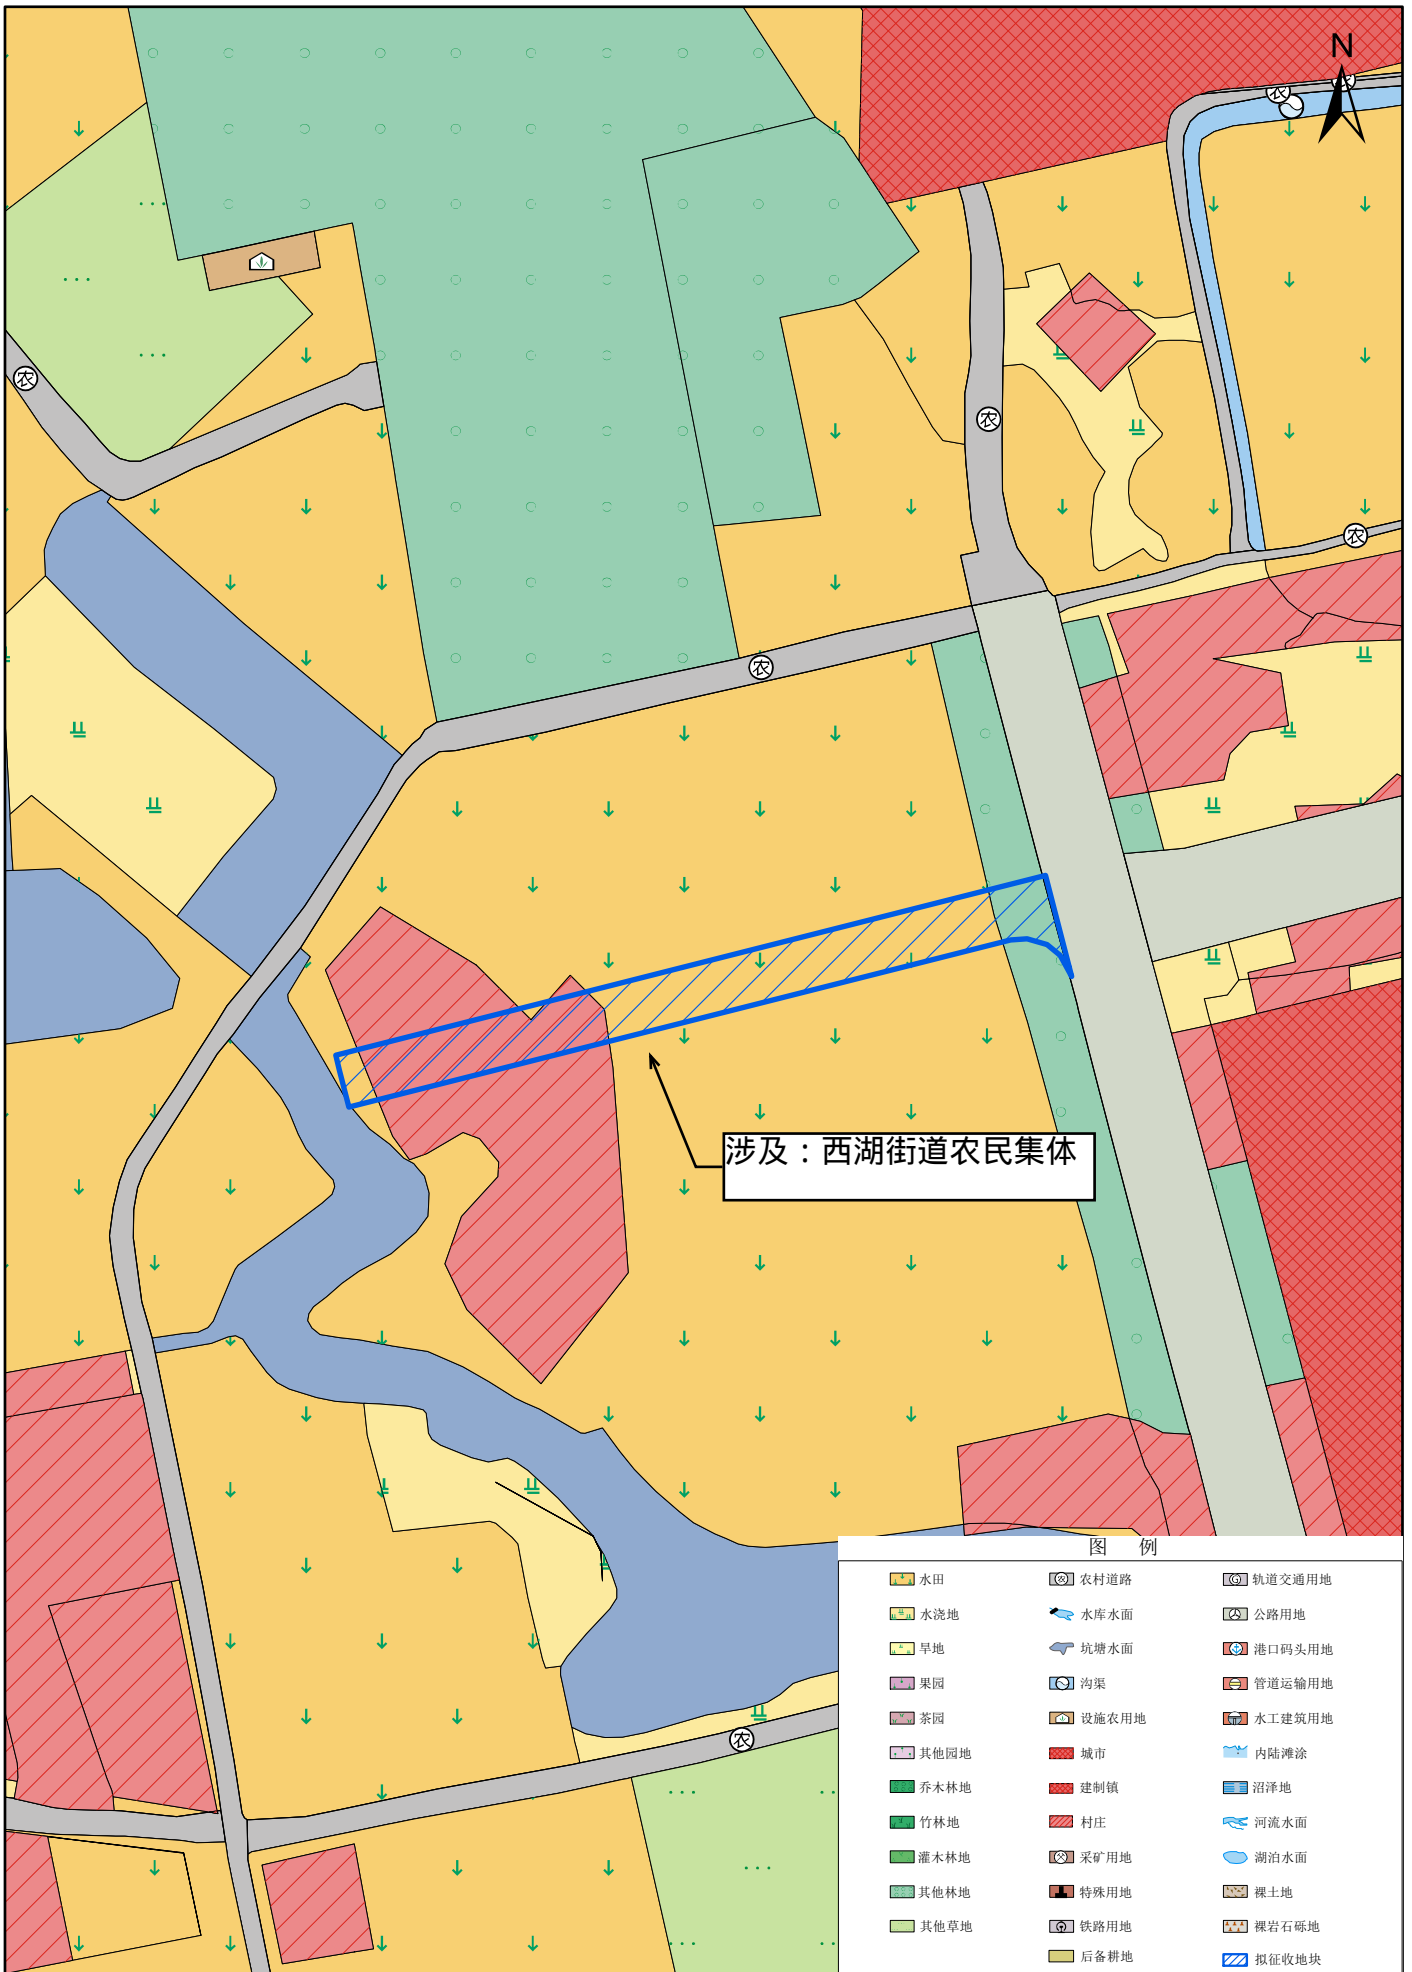 N
农
农
农
农
农
农
涉及：西湖街道农民集体
农
图 例
水田
农村道路
轨道交通用地
水浇地
水库水面
公路用地
旱地
坑塘水面
港口码头用地
果园
沟渠
管道运输用地
茶园
设施农用地
水工建筑用地
其他园地
城市
内陆滩涂
乔木林地
建制镇
沼泽地
竹林地
村庄
河流水面
灌木林地
采矿用地
湖泊水面
其他林地
特殊用地
裸土地
其他草地
铁路用地
裸岩石砾地
后备耕地
拟征收地块